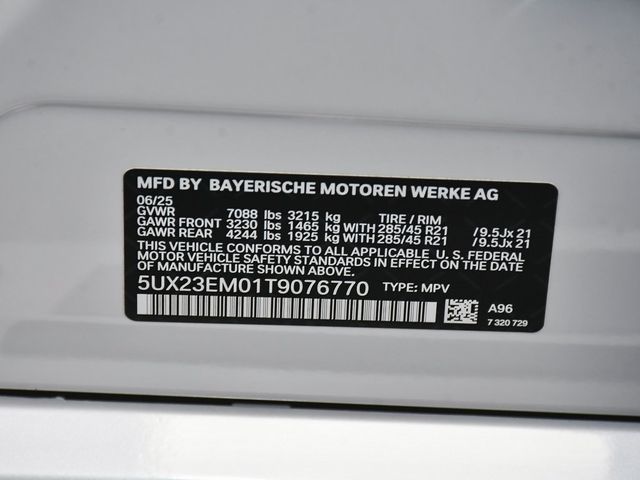 MFD BY BAYERISCHE MOTOREN WERKE AG
06/25
GVWR 7088 lbs 3215 kg TIRE / RIM
GAWR FRONT 3230 lbs 1465 kg WITH 285/45 R21 /9.5Jx 21
GAWR REAR 4244 lbs 1925 kg WITH 285/45 R21 /9.5Jx 21
THIS VEHICLE CONFORMS TO ALL APPLICABLE U. S. FEDERAL
MOTOR VEHICLE SAFETY STANDARDS IN EFFECT ON THE
DATE OF MANUFACTURE SHOWN ABOVE.
5UX23EM01T9076770 TYPE: MPV
A96
7 320 729